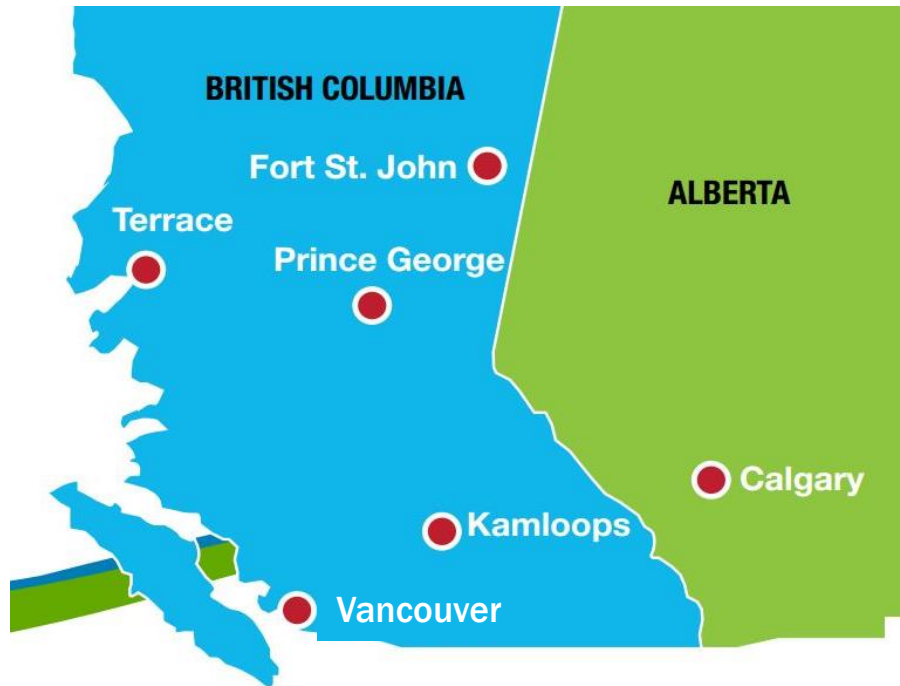 BRITISH COLUMBIA
Fort St. John
ALBERTA
Terrace
Prince George
Calgary
Kamloops
Vancouver